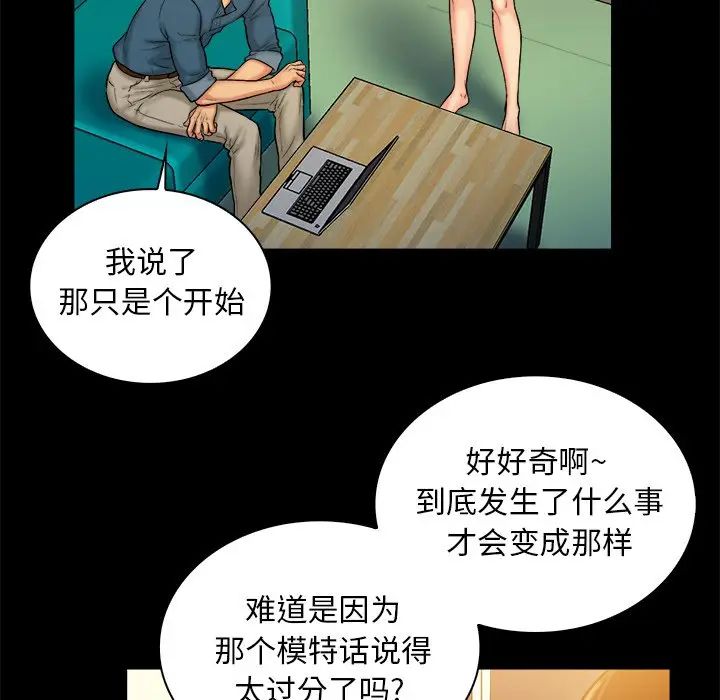 我说了
那只是个开始
好好奇啊~
到底发生了什么事
才会变成那样
难道是因为
那个模特话说得
太过分了吗?